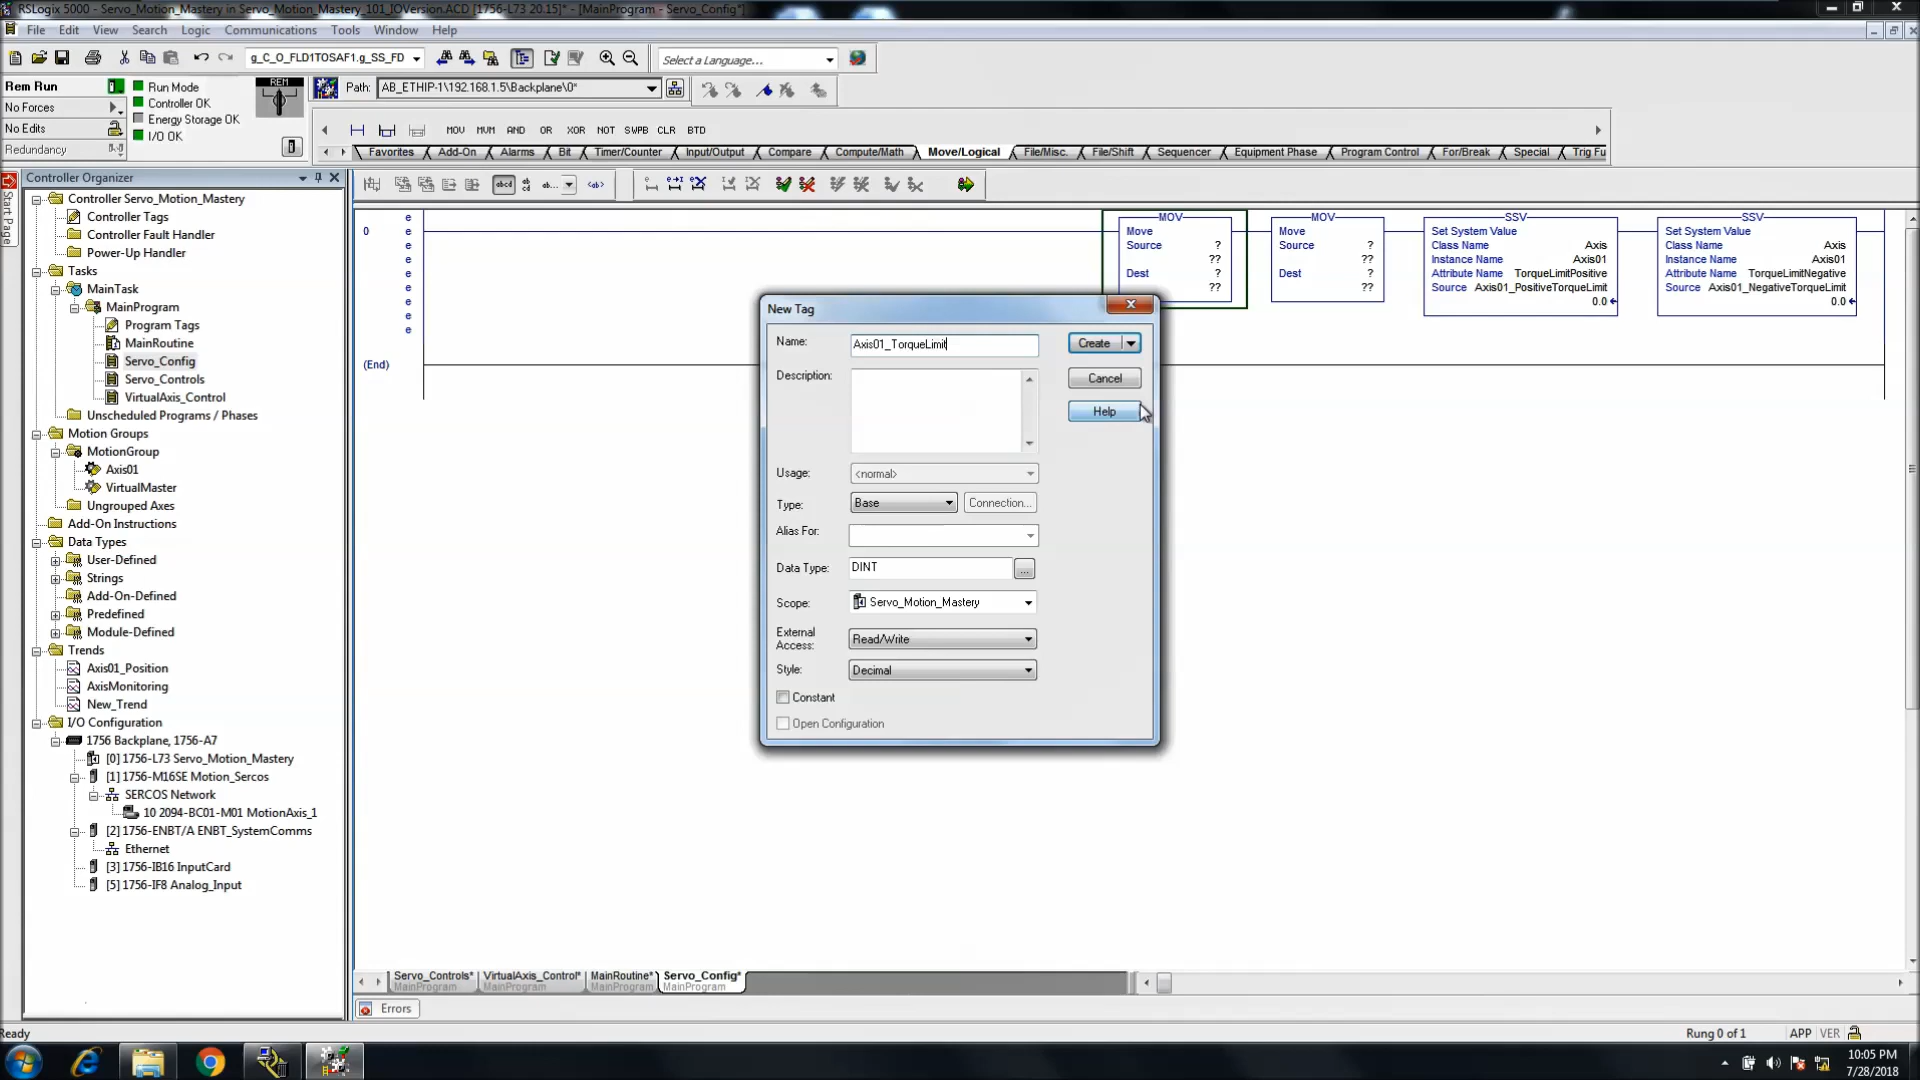 RSLogix 5000 - Servo_Motion_Mastery in Servo_Motion_Mastery_101_IOVersion.ACD [1756-L73 20.15]* - [MainProgram - Servo_Config*]
File Edit View Search Logic Communications Tools Window Help
g_C_O_FLD1TOSAF1.g_SS_FD Select a Language...
Rem Run Run Mode REM Path: AB_ETHIP-1\192.168.1.5\Backplane\0*
No Forces Controller OK
No Edits Energy Storage OK
Redundancy I/O OK
MOV MVM AND OR XOR NOT SWPB CLR BTD
Favorites Add-On Alarms Bit Timer/Counter Input/Output Compare Compute/Math Move/Logical File/Misc. File/Shift Sequencer Equipment Phase Program Control For/Break Special Trig Fu
Start Page
Controller Organizer
Controller Servo_Motion_Mastery
Controller Tags
Controller Fault Handler
Power-Up Handler
Tasks
MainTask
MainProgram
Program Tags
MainRoutine
Servo_Config
Servo_Controls
VirtualAxis_Control
Unscheduled Programs / Phases
Motion Groups
MotionGroup
Axis01
VirtualMaster
Ungrouped Axes
Add-On Instructions
Data Types
User-Defined
Strings
Add-On-Defined
Predefined
Module-Defined
Trends
Axis01_Position
AxisMonitoring
New_Trend
I/O Configuration
1756 Backplane, 1756-A7
[0] 1756-L73 Servo_Motion_Mastery
[1] 1756-M16SE Motion_Sercos
SERCOS Network
10 2094-BC01-M01 MotionAxis_1
[2] 1756-ENBT/A ENBT_SystemComms
Ethernet
[3] 1756-IB16 InputCard
[5] 1756-IF8 Analog_Input
abcd ab cd ab... <ab>
0
e
e
e
e
e
e
e
e
e
(End)
MOV
Move
Source ?
??
Dest ?
??
MOV
Move
Source ?
??
Dest ?
??
SSV
Set System Value
Class Name Axis
Instance Name Axis01
Attribute Name TorqueLimitPositive
Source Axis01_PositiveTorqueLimit
0.0
SSV
Set System Value
Class Name Axis
Instance Name Axis01
Attribute Name TorqueLimitNegative
Source Axis01_NegativeTorqueLimit
0.0
New Tag
Name: Axis01_TorqueLimit Create
Description: Cancel
Help
Usage: <normal>
Type: Base Connection...
Alias For:
Data Type: DINT ...
Scope: Servo_Motion_Mastery
External Access: Read/Write
Style: Decimal
Constant
Open Configuration
Servo_Controls* VirtualAxis_Control* MainRoutine* Servo_Config*
MainProgram MainProgram MainProgram MainProgram
Errors
Ready Rung 0 of 1 APP VER
10:05 PM
7/28/2018